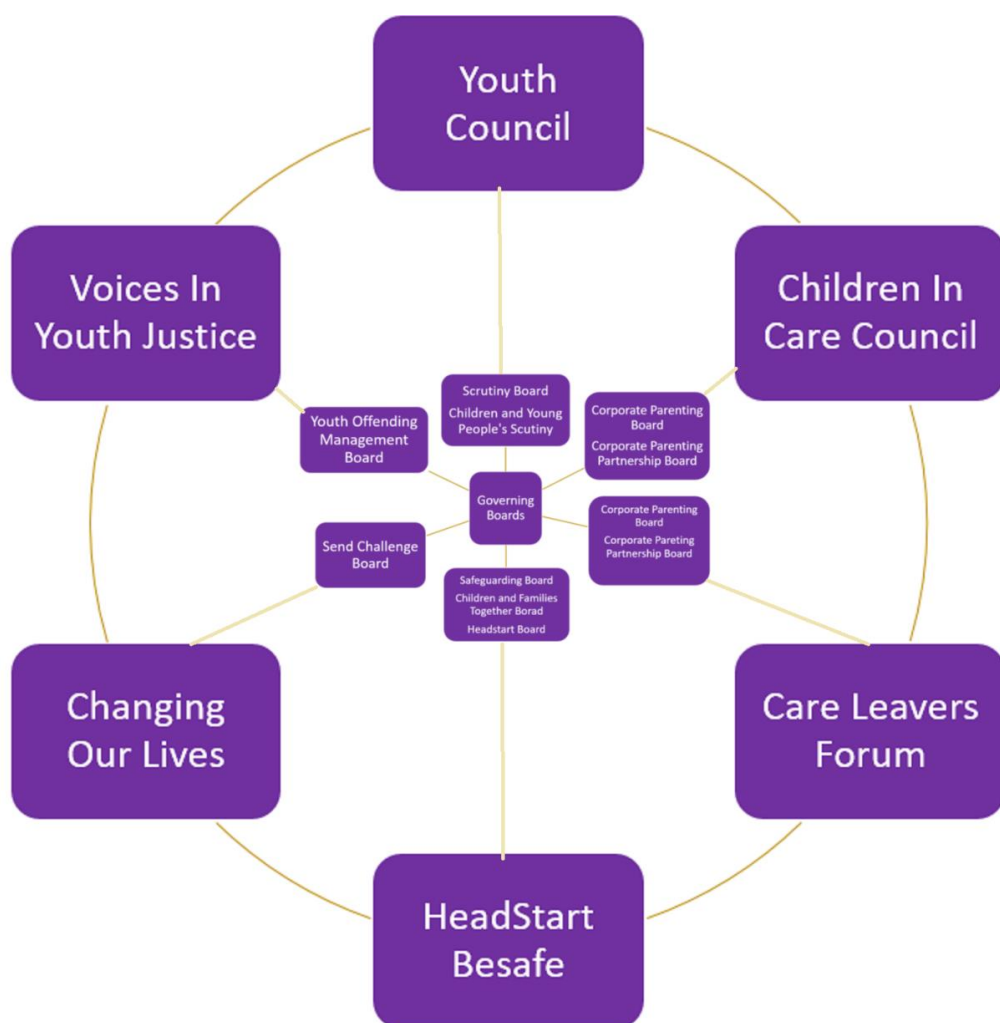 Youth
Council
Voices In
Youth Justice
Children In
Care Council
Scrutiny Board
Children and Young
People's Scrutiny
Youth Offending
Management
Board
Corporate Parenting
Board
Corporate Parenting
Partnership Board
Governing
Boards
Send Challenge
Board
Corporate Parenting
Board
Corporate Pareting
Partnership Board
Safeguarding Board
Children and Families
Together Borad
Headstart Board
Changing
Our Lives
Care Leavers
Forum
HeadStart
Besafe